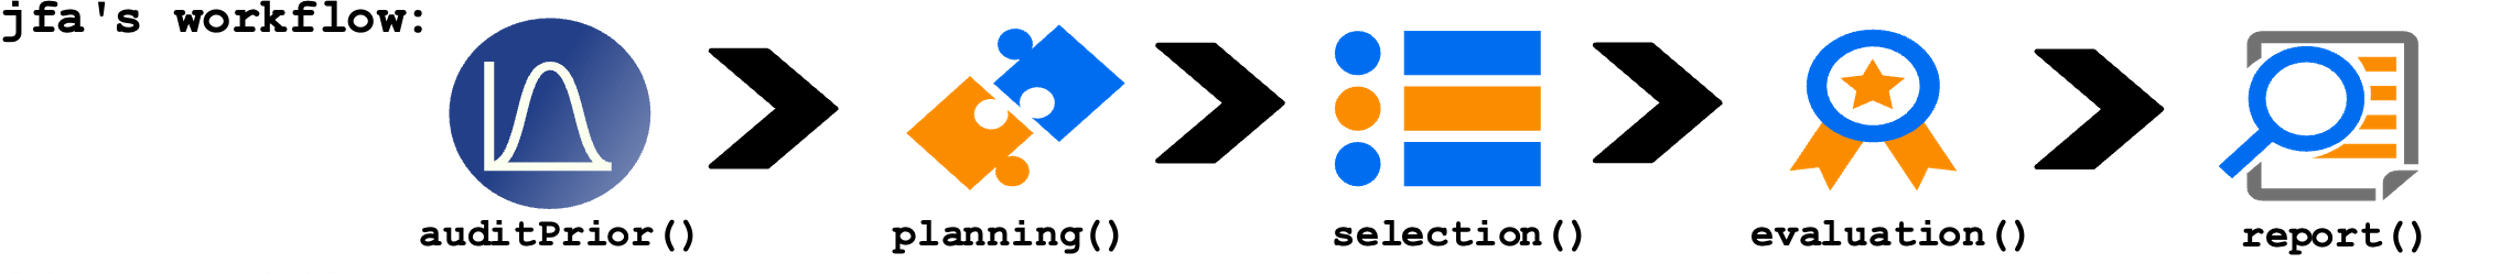 jfa's workflow:
auditPrior()
planning()
selection()
evaluation()
report()